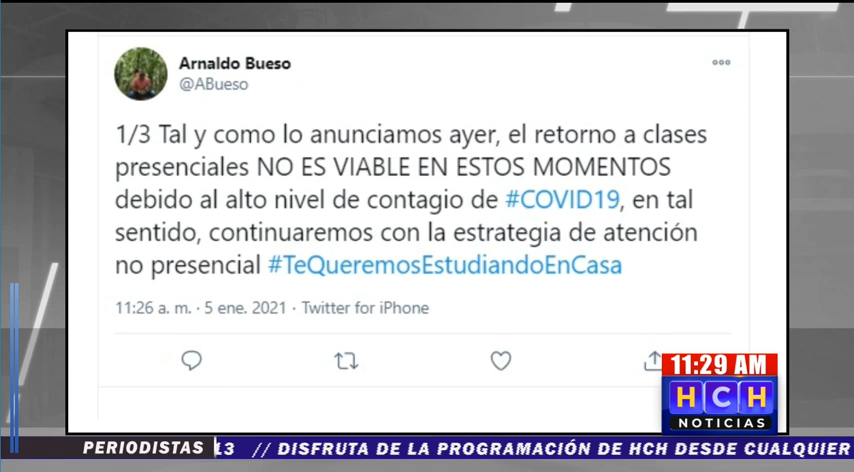 Arnaldo Bueso
@ABueso
1/3 Tal y como lo anunciamos ayer, el retorno a clases
presenciales NO ES VIABLE EN ESTOS MOMENTOS
debido al alto nivel de contagio de #COVID19, en tal
sentido, continuaremos con la estrategia de atención
no presencial #TeQueremosEstudiandoEnCasa
11:26 a. m. · 5 ene. 2021 · Twitter for iPhone
11:29 AM
HCH
NOTICIAS
PERIODISTAS 13 // DISFRUTA DE LA PROGRAMACIÓN DE HCH DESDE CUALQUIER